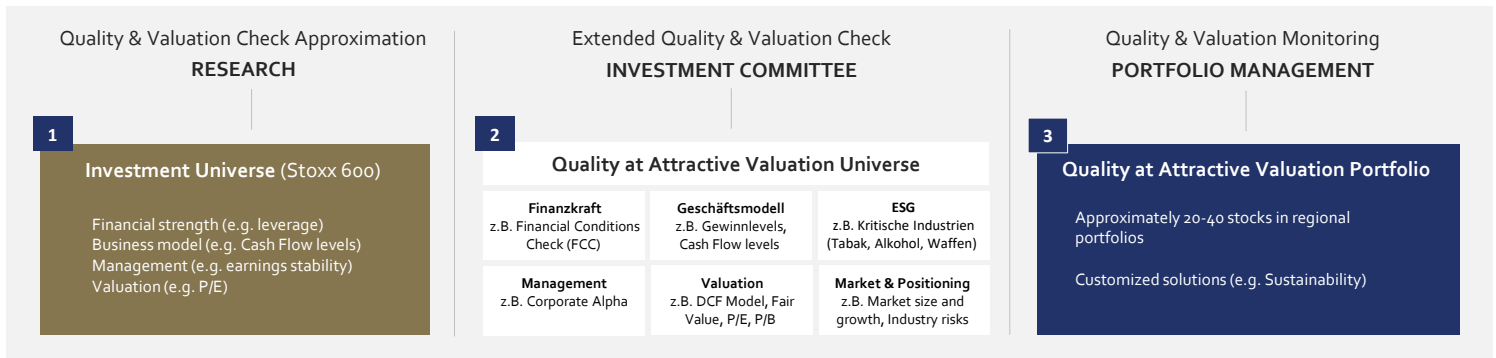 Quality & Valuation Check Approximation
RESEARCH
1
Investment Universe (Stoxx 600)
Financial strength (e.g. leverage)
Business model (e.g. Cash Flow levels)
Management (e.g. earnings stability)
Valuation (e.g. P/E)
Extended Quality & Valuation Check
INVESTMENT COMMITTEE
2
Quality at Attractive Valuation Universe
Finanzkraft
z.B. Financial Conditions
Check (FCC)
Geschäftsmodell
z.B. Gewinnlevels,
Cash Flow levels
ESG
z.B. Kritische Industrien
(Tabak, Alkohol, Waffen)
Management
z.B. Corporate Alpha
Valuation
z.B. DCF Model, Fair
Value, P/E, P/B
Market & Positioning
z.B. Market size and
growth, Industry risks
Quality & Valuation Monitoring
PORTFOLIO MANAGEMENT
3
Quality at Attractive Valuation Portfolio
Approximately 20-40 stocks in regional
portfolios
Customized solutions (e.g. Sustainability)